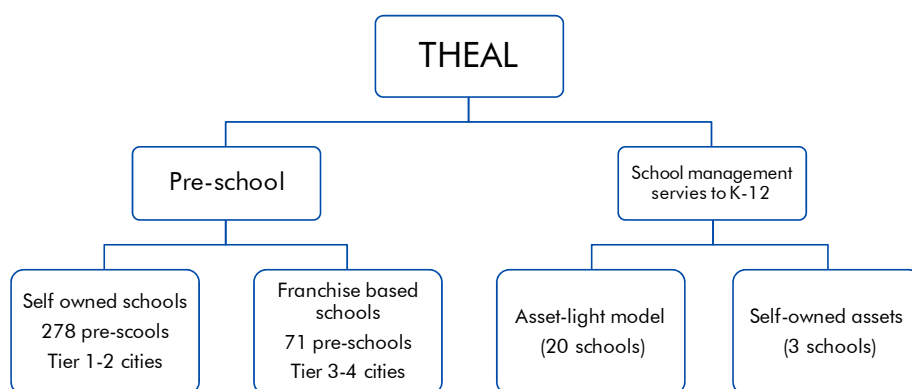 THEAL
Pre-school
School management
servies to K-12
Self owned schools
278 pre-scools
Tier 1-2 cities
Franchise based
schools
71 pre-schools
Tier 3-4 cities
Asset-light model
(20 schools)
Self-owned assets
(3 schools)